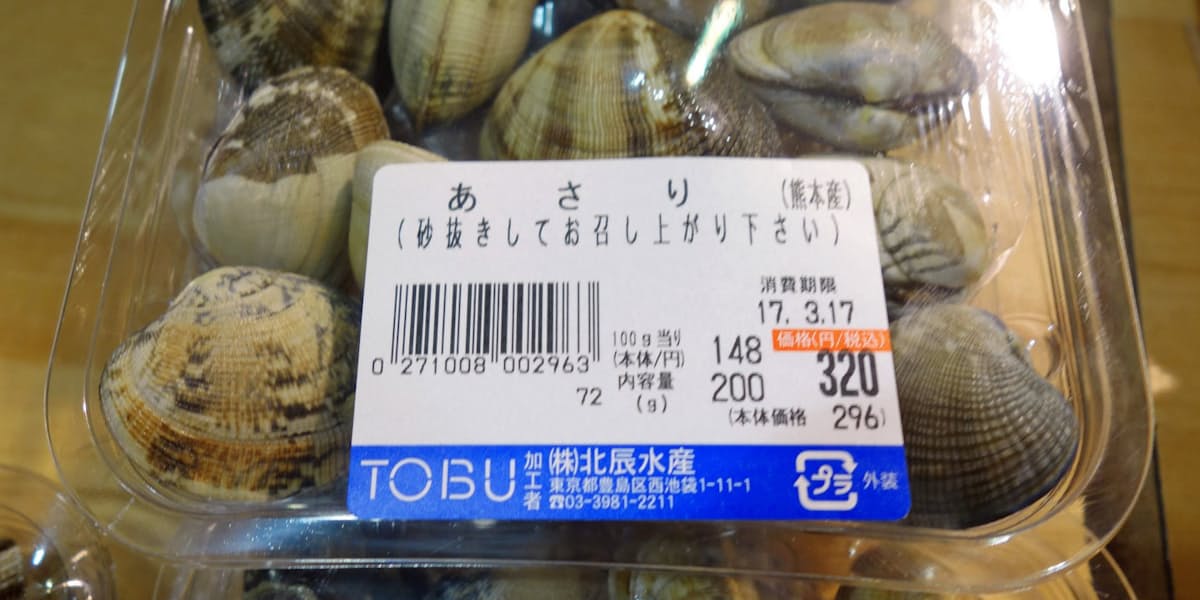 あさり (熊本産)
(砂抜きしてお召し上がり下さい)
消費期限
17. 3.17
100g当り
(本体/円) 148
価格(円/税込)
320
内容量
(g) 200
(本体価格 296)
0 271008 002963
72
TOBU 加工者 (株)北辰水産
東京都豊島区西池袋1-11-1
☎03-3981-2211
プラ 外装